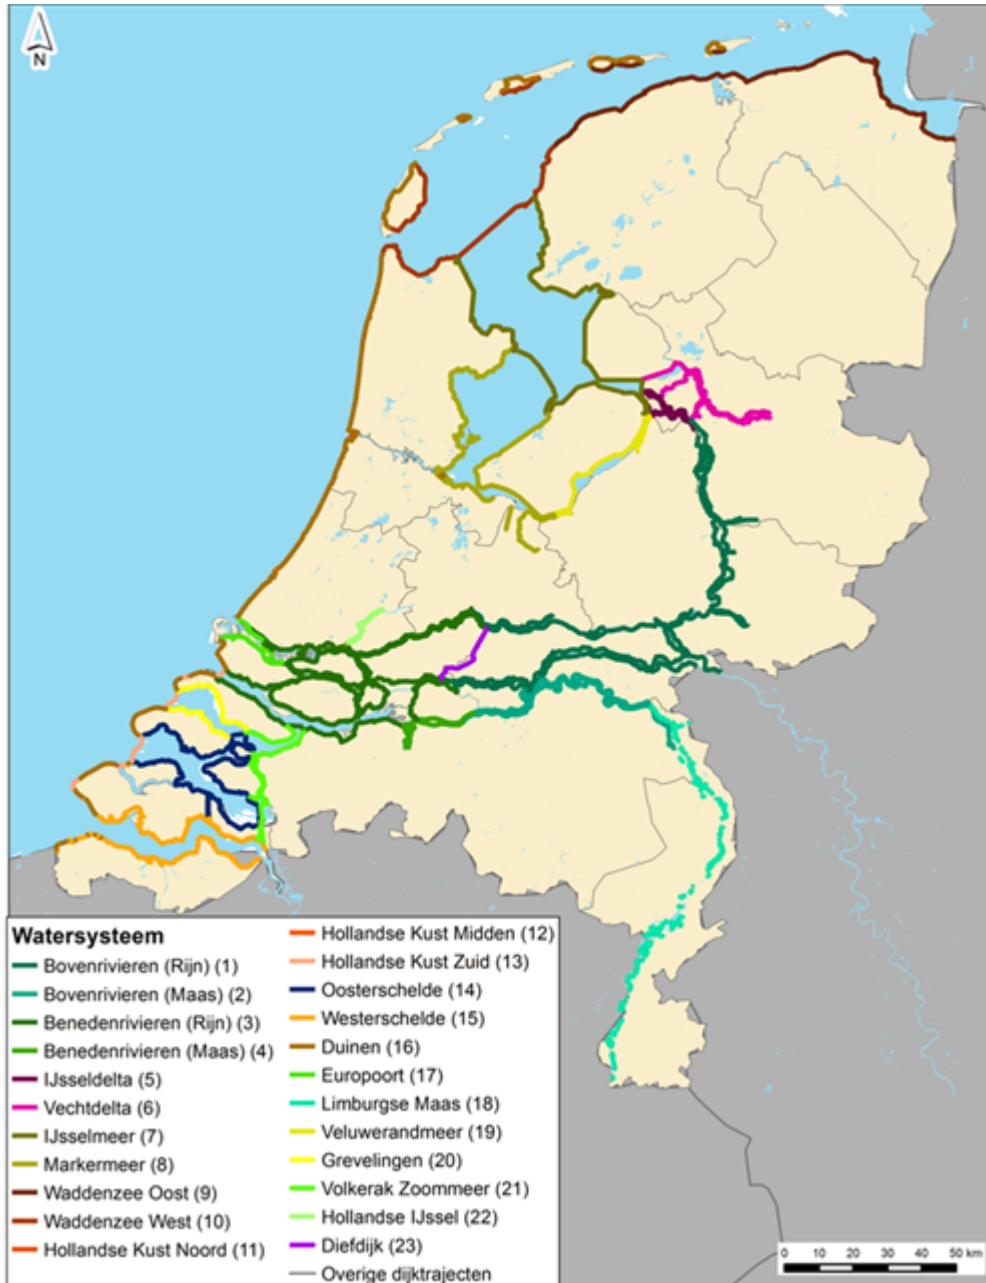 N
Watersysteem
Bovenrivieren (Rijn) (1)
Bovenrivieren (Maas) (2)
Benedenrivieren (Rijn) (3)
Benedenrivieren (Maas) (4)
IJsseldelta (5)
Vechtdelta (6)
IJsselmeer (7)
Markermeer (8)
Waddenzee Oost (9)
Waddenzee West (10)
Hollandse Kust Noord (11)
Hollandse Kust Midden (12)
Hollandse Kust Zuid (13)
Oosterschelde (14)
Westerschelde (15)
Duinen (16)
Europoort (17)
Limburgse Maas (18)
Veluwerandmeer (19)
Grevelingen (20)
Volkerak Zoommeer (21)
Hollandse IJssel (22)
Diefdijk (23)
Overige dijktrajecten
0 10 20 30 40 50 km